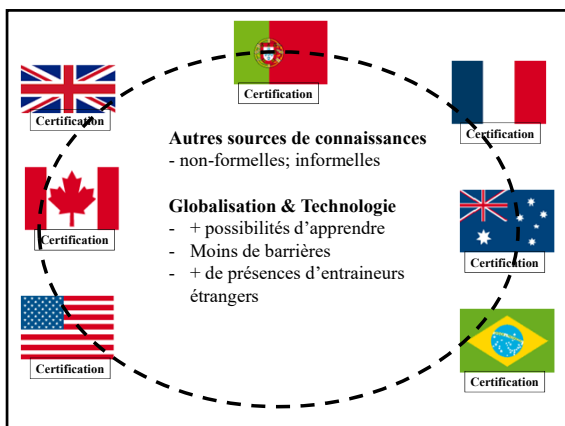 Certification
Certification
Certification
Autres sources de connaissances
- non-formelles; informelles
Certification
Certification
Globalisation & Technologie
- + possibilités d'apprendre
- Moins de barrières
- + de présences d'entraineurs
étrangers
Certification
Certification